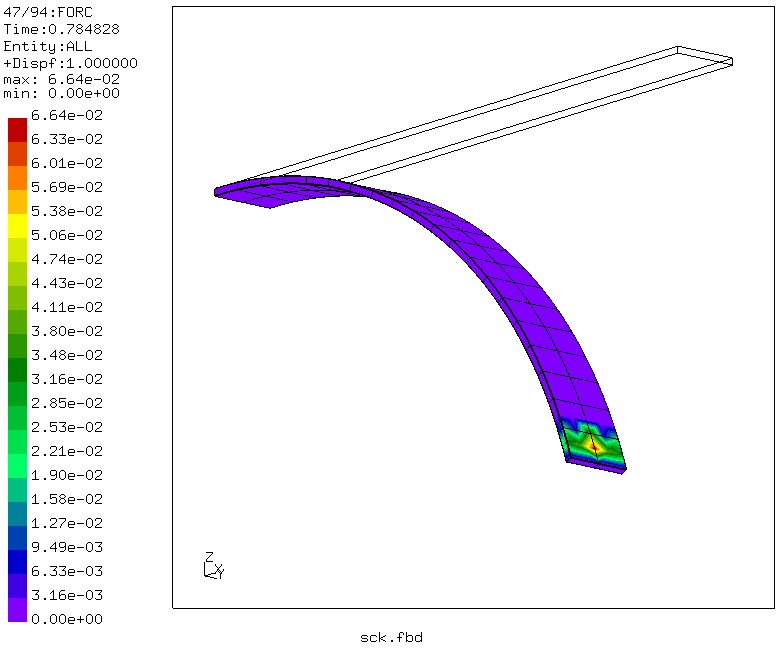 47/94:FORC
Time:0.784828
Entity:ALL
+Dispf:1.000000
max: 6.64e-02
min: 0.00e+00
6.64e-02
6.33e-02
6.01e-02
5.69e-02
5.38e-02
5.06e-02
4.74e-02
4.43e-02
4.11e-02
3.80e-02
3.48e-02
3.16e-02
2.85e-02
2.53e-02
2.21e-02
1.90e-02
1.58e-02
1.27e-02
9.49e-03
6.33e-03
3.16e-03
0.00e+00
Z
X
Y
sck.fbd